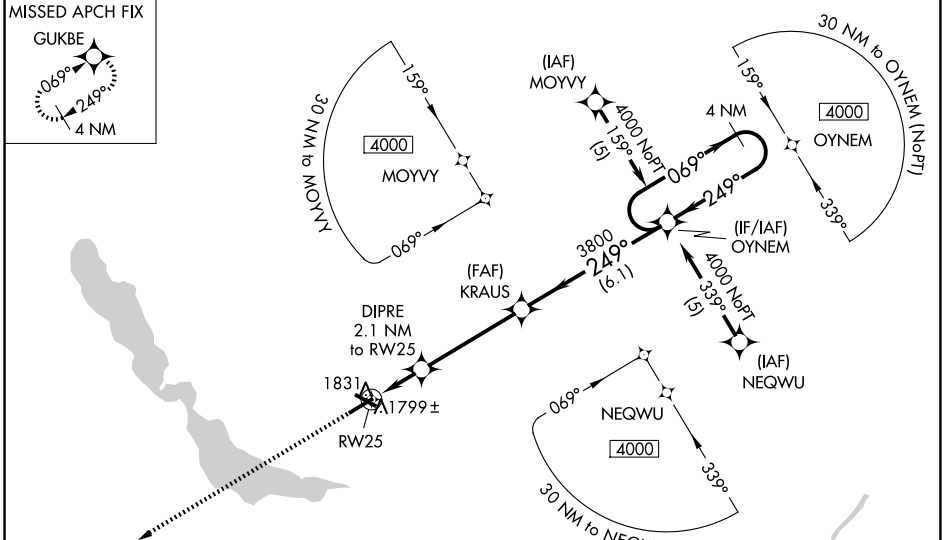 MISSED APCH FIX
GUKBE
069°
249°
4 NM
30 NM to MOYVY
159°
4000
MOYVY
069°
(IAF)
MOYVY
4000 NoPT
159°
(5)
4 NM
069°
249°
30 NM to OYNEM (NoPT)
159°
4000
OYNEM
339°
(IF/IAF)
OYNEM
3800
249°
(6.1)
(FAF)
KRAUS
4000 NoPT
339°
(5)
(IAF)
NEQWU
DIPRE
2.1 NM
to RW25
1831
1799 ±
RW25
069°
NEQWU
4000
339°
30 NM to